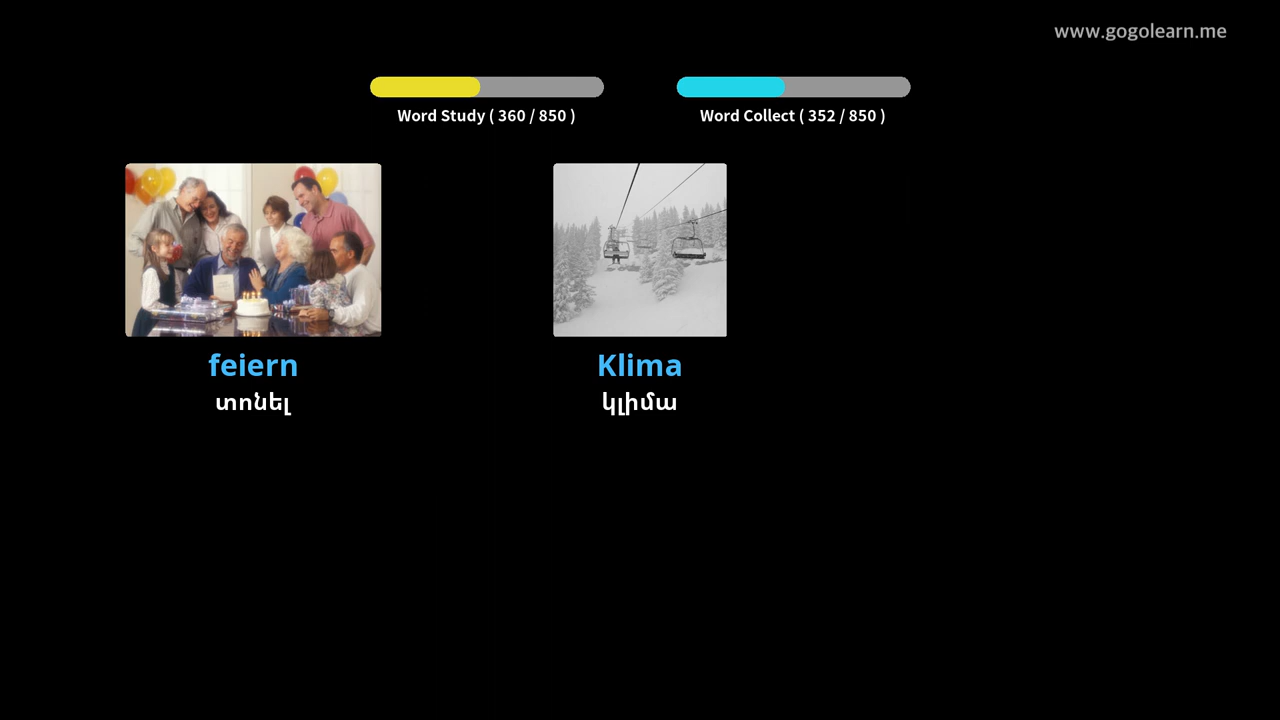 www.gogolearn.me
Word Study ( 360 / 850 )
Word Collect ( 352 / 850 )
feiern
տոնել
Klima
կլիմա